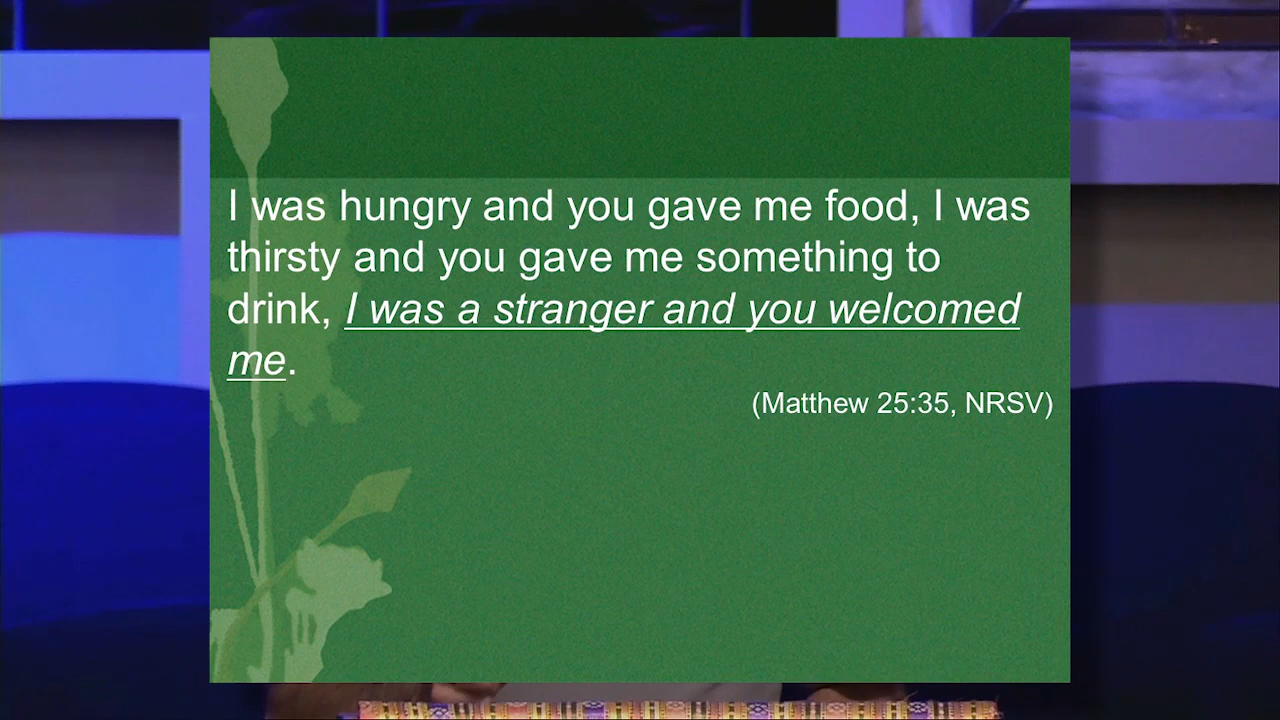 I was hungry and you gave me food, I was
thirsty and you gave me something to
drink, I was a stranger and you welcomed
me.
(Matthew 25:35, NRSV)